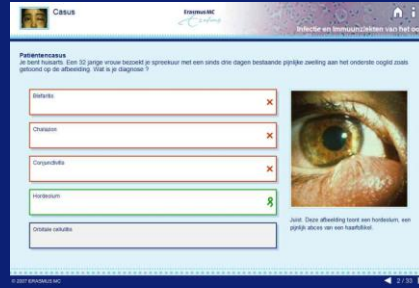 Casus
Erasmus MC
Erasmus
Infectie en Immuunziekten van het oo
Patiëntencasus
Je bent huisarts. Een 32 jarige vrouw bezoekt je spreekuur met een sinds drie dagen bestaande pijnlijke zwelling aan het onderste ooglid zoals
getoond op de afbeelding. Wat is je diagnose ?
Blefaritis
Chalazion
Conjunctivitis
Hordeolum
Orbitale cellulitis
Juist. Deze afbeelding toont een hordeolum, een
pijnlijk abces van een haarfollikel.
© 2007 ERASMUS MC
2 / 33